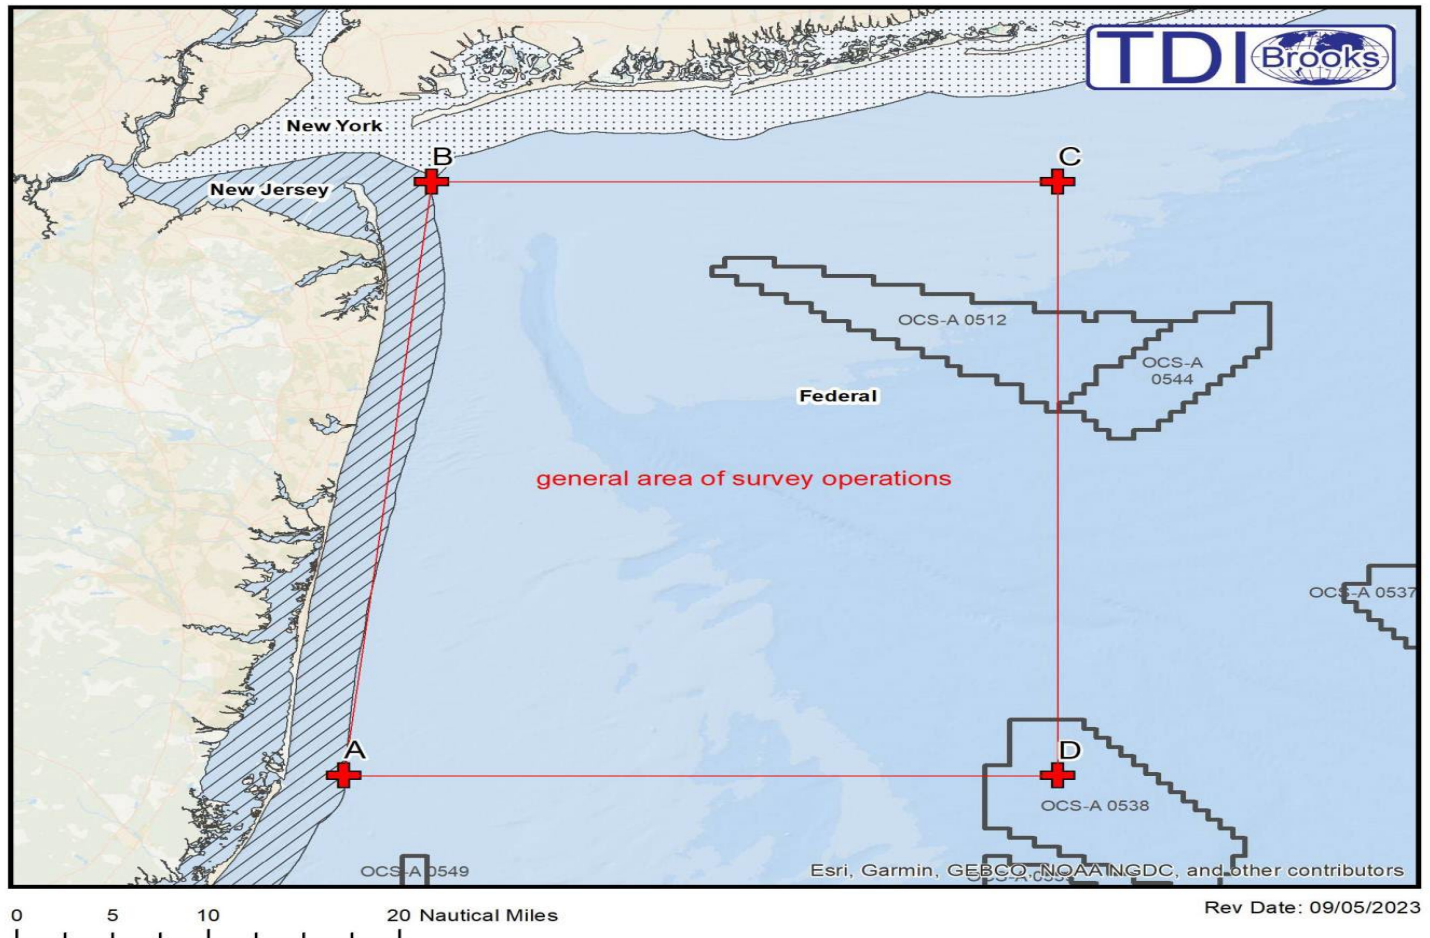 TDI Brooks
New York
B
C
New Jersey
OCS-A 0512
OCS-A
0544
Federal
general area of survey operations
OCS-A 0537
A
D
OCS-A 0538
OCS-A 0549
Esri, Garmin, GEBCO, NOAA NGDC, and other contributors
Rev Date: 09/05/2023
0 5 10 20 Nautical Miles